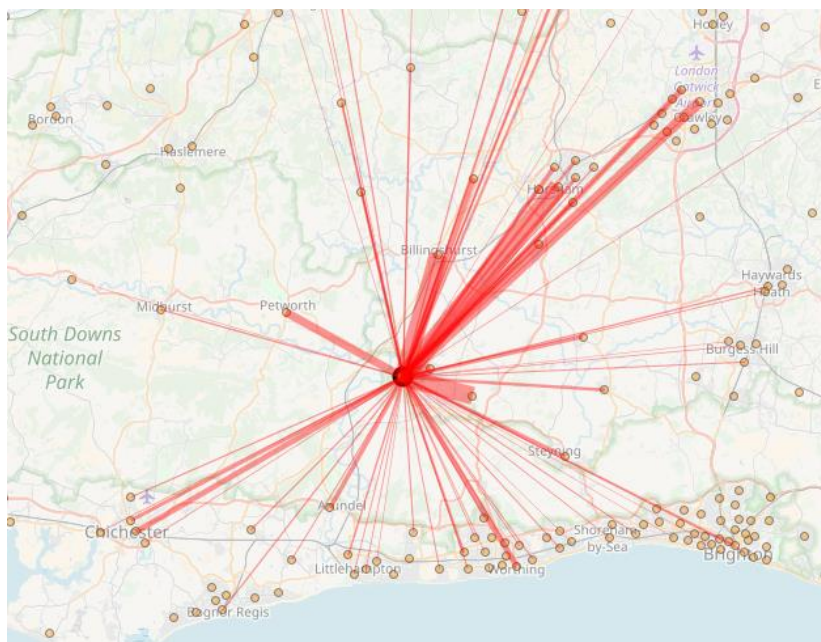 Horley
London
Gatwick
Airport
Crawley
Bordon
Haslemere
Horsham
Billingshurst
Haywards
Heath
Midhurst
Petworth
South Downs
National
Park
Burgess Hill
Steyning
Arundel
Chichester
Shoreham-
by-Sea
Brighton
Littlehampton
Worthing
Bognor Regis